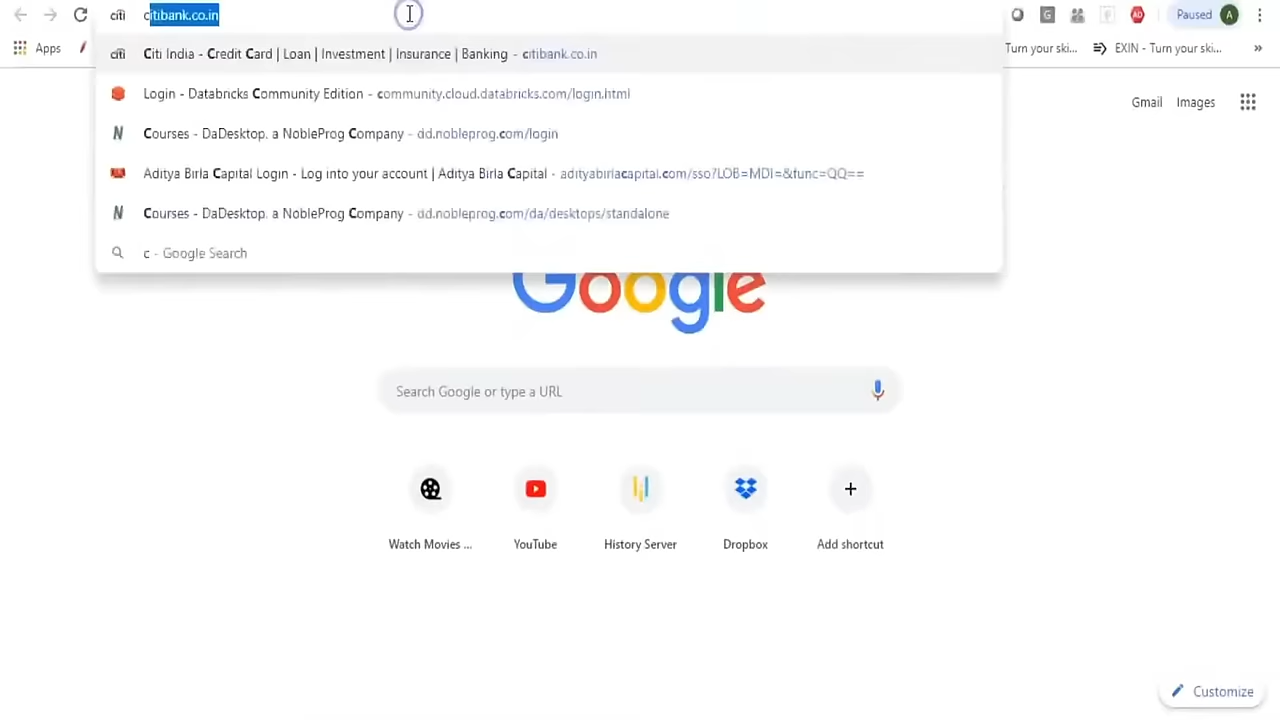 citi citibank.co.in
Paused A
Apps
Turn your ski... EXIN - Turn your ski... »
citi Citi India - Credit Card | Loan | Investment | Insurance | Banking - citibank.co.in
Login - Databricks Community Edition - community.cloud.databricks.com/login.html
N Courses - DaDesktop. a NobleProg Company - dd.nobleprog.com/login
Aditya Birla Capital Login - Log into your account | Aditya Birla Capital - adityabirlacapital.com/sso?LOB=MDI=&func=QQ==
N Courses - DaDesktop. a NobleProg Company - dd.nobleprog.com/da/desktops/standalone
c - Google Search
Gmail Images
Google
Search Google or type a URL
Watch Movies ... YouTube History Server Dropbox Add shortcut
Customize